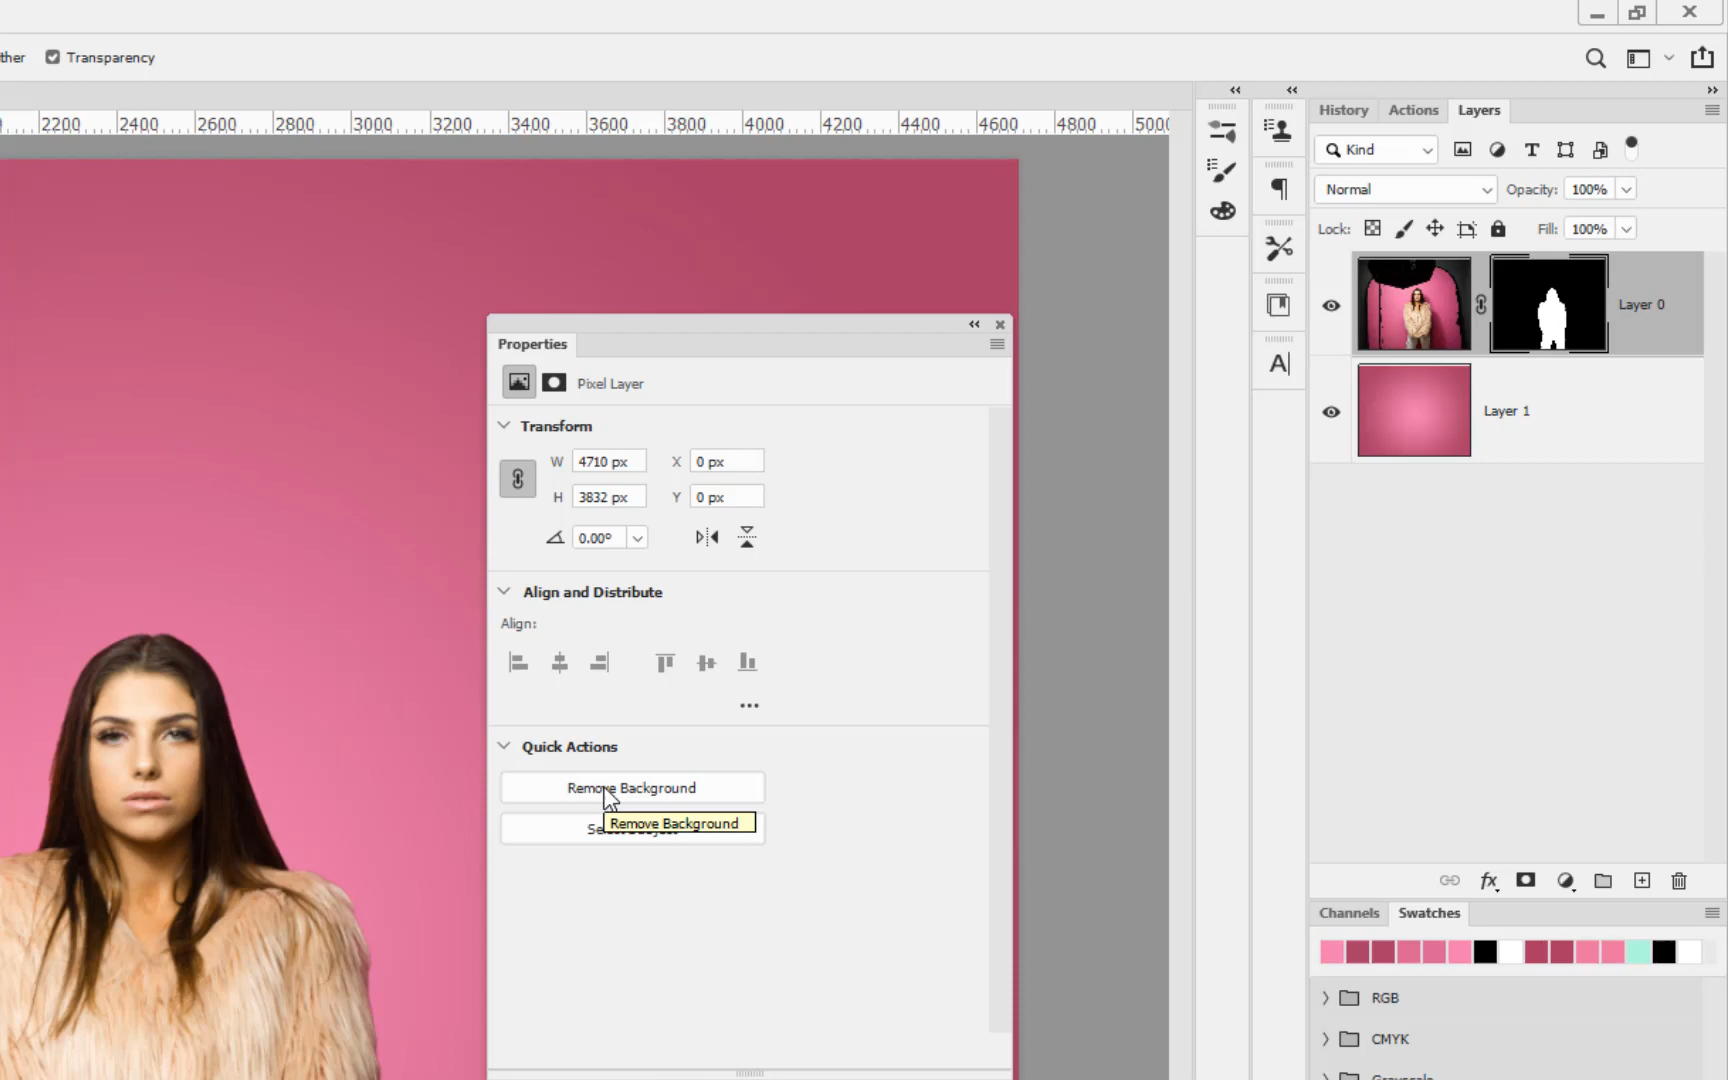 ther Transparency
2200 2400 2600 2800 3000 3200 3400 3600 3800 4000 4200 4400 4600 4800 5000
History Actions Layers
Kind
Normal Opacity: 100%
Lock: Fill: 100%
Layer 0
Layer 1
Properties
Pixel Layer
Transform
W 4710 px X 0 px
H 3832 px Y 0 px
0.00°
Align and Distribute
Align:
Quick Actions
Remove Background
Remove Background
fx
Channels Swatches
RGB
CMYK